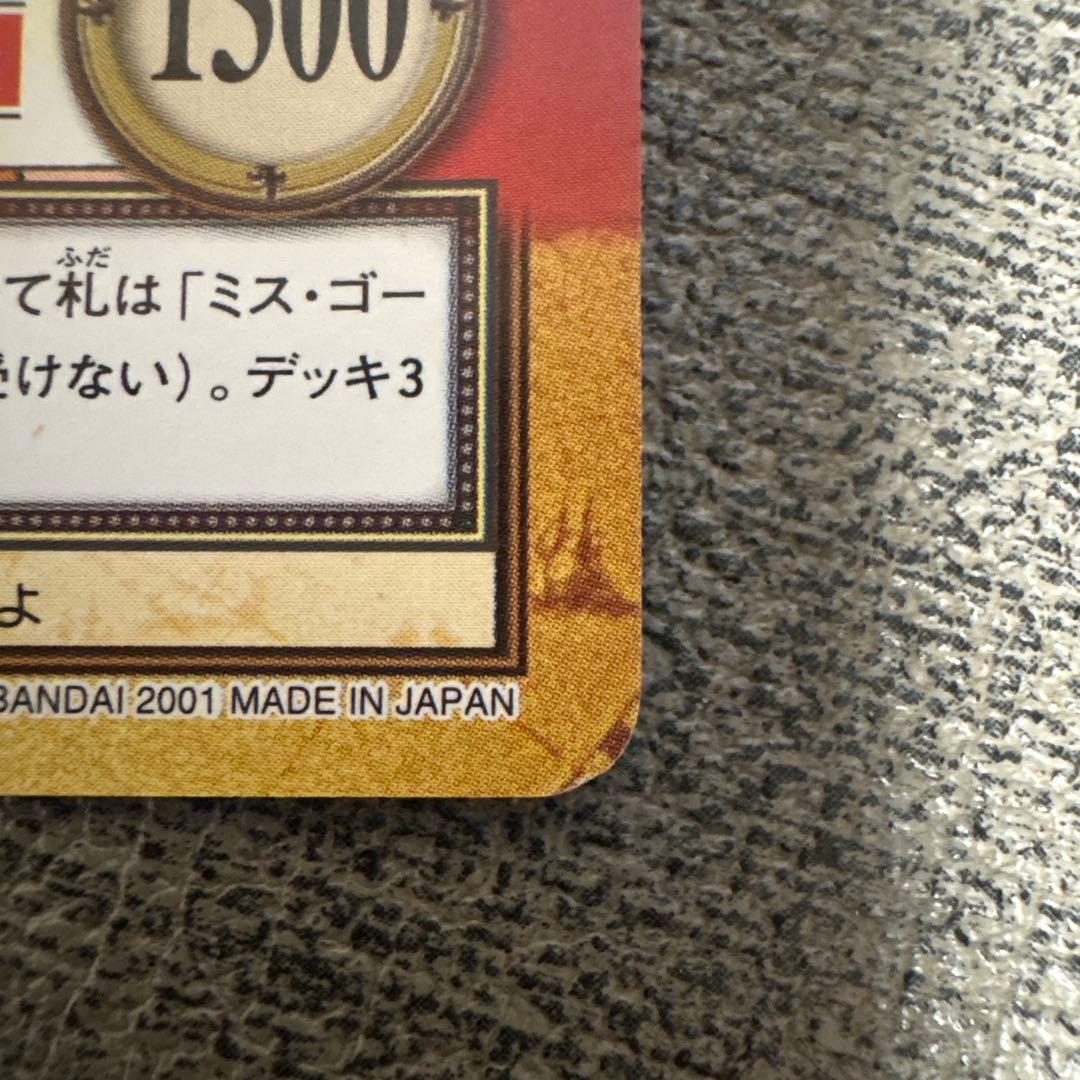 1500
ふだ
て札は「ミス・ゴー
けない)。デッキ3
よ
BANDAI 2001 MADE IN JAPAN